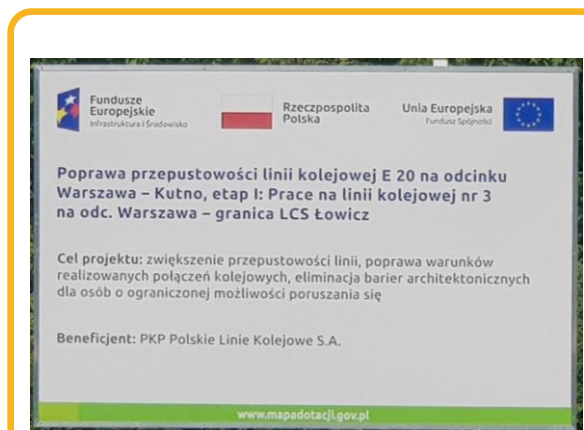 Fundusze
Europejskie
Infrastruktura i Środowisko
Rzeczpospolita
Polska
Unia Europejska
Fundusz Spójności
Poprawa przepustowości linii kolejowej E 20 na odcinku
Warszawa – Kutno, etap I: Prace na linii kolejowej nr 3
na odc. Warszawa – granica LCS Łowicz
Cel projektu: zwiększenie przepustowości linii, poprawa warunków
realizowanych połączeń kolejowych, eliminacja barier architektonicznych
dla osób o ograniczonej możliwości poruszania się
Beneficjent: PKP Polskie Linie Kolejowe S.A.
www.mapadotacji.gov.pl